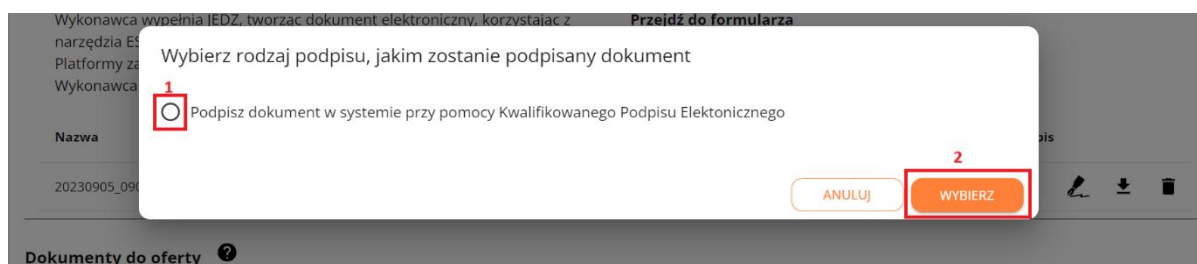 Wykonawca wypełnia JEDZ, tworząc dokument elektroniczny, korzystając z
Przejdź do formularza
narzędzia ES
Platformy za
Wykonawca
Wybierz rodzaj podpisu, jakim zostanie podpisany dokument
1
Podpisz dokument w systemie przy pomocy Kwalifikowanego Podpisu Elektonicznego
Nazwa
pis
2
20230905_090
ANULUJ
WYBIERZ
Dokumenty do oferty ?